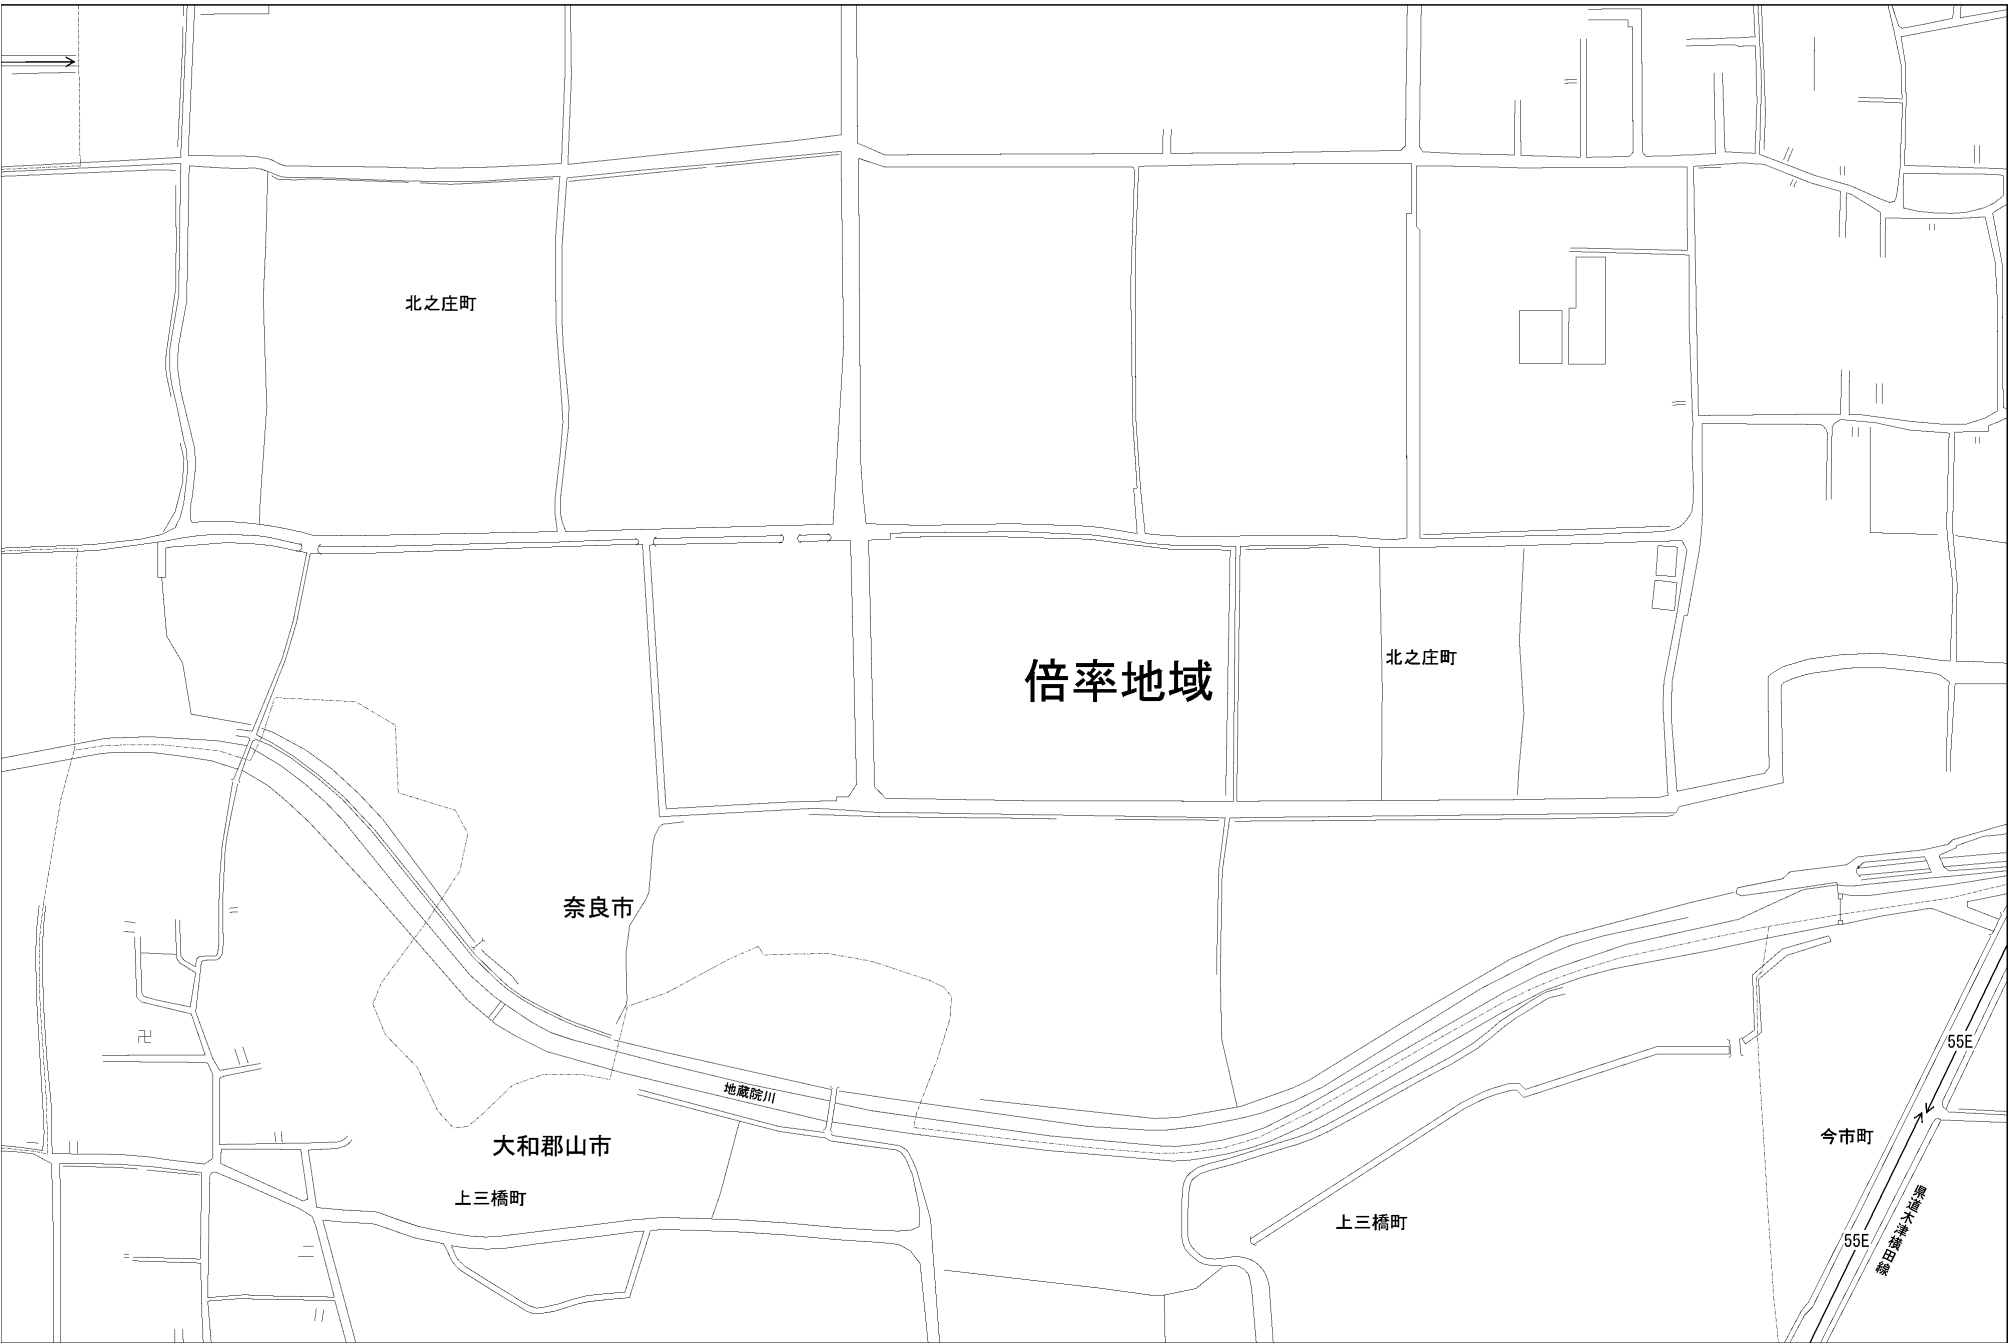 北之庄町
倍率地域
北之庄町
奈良市
55E
地蔵院川
大和郡山市
今市町
上三橋町
上三橋町
県道木津横田線
55E